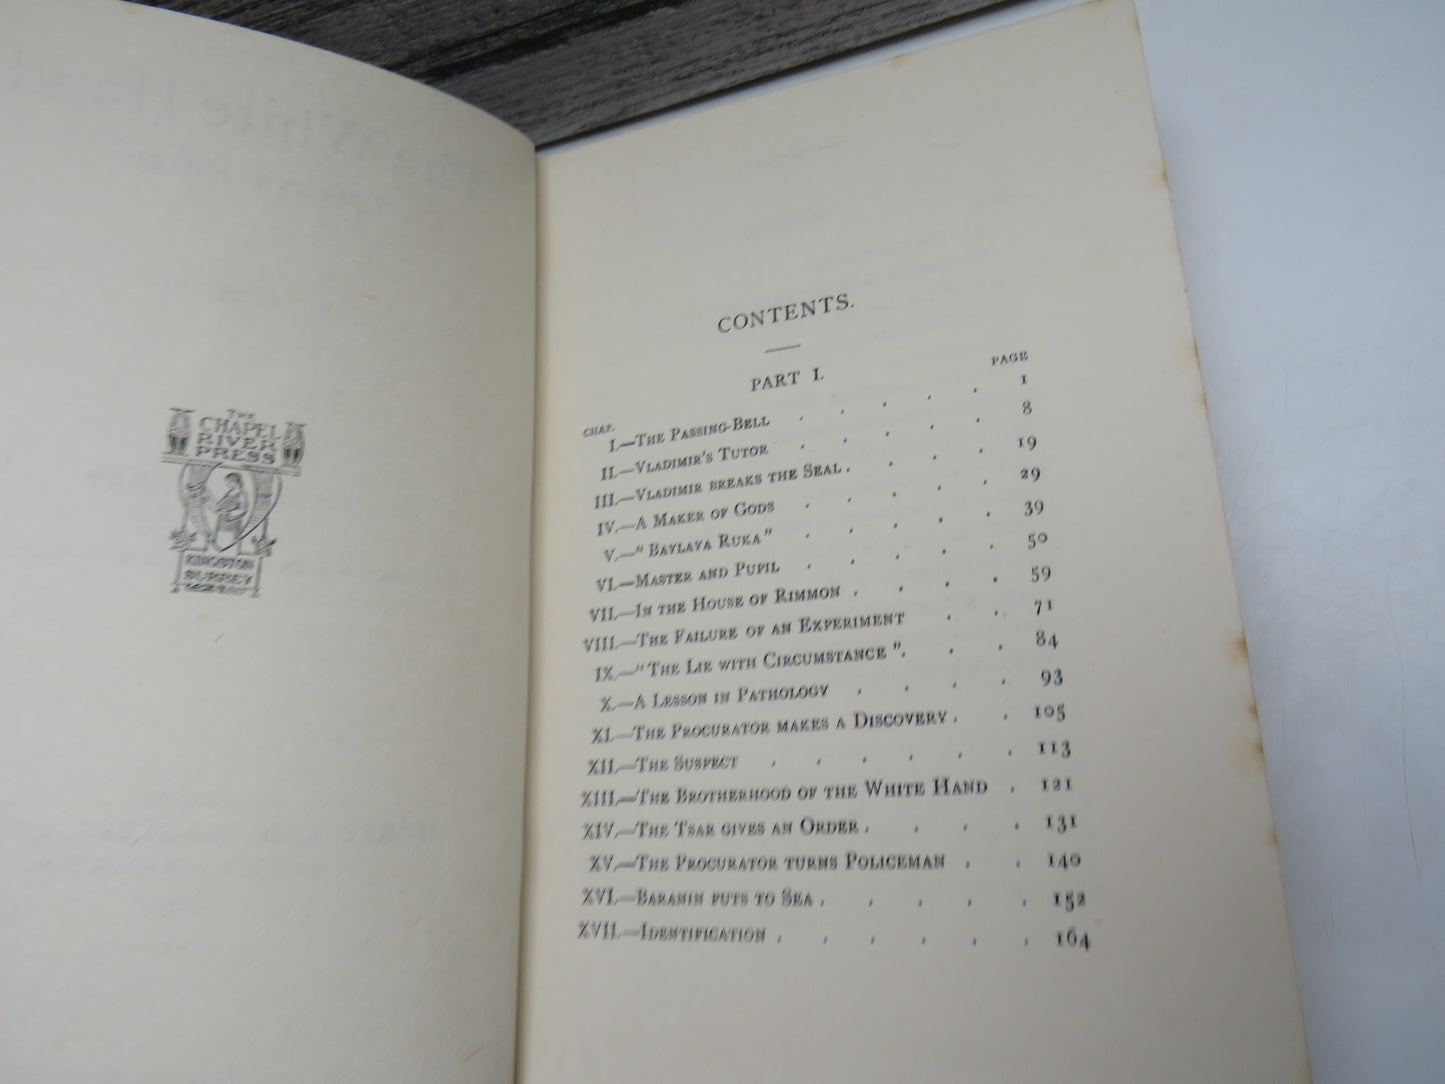 THE
CHAPEL
RIVER
PRESS
KINGSTON
SURREY
CONTENTS.
PART I.
CHAP. PAGE
I.—THE PASSING-BELL . . . . . 1
II.—VLADIMIR'S TUTOR . . . . . 8
III.—VLADIMIR BREAKS THE SEAL . . . . 19
IV.—A MAKER OF GODS . . . . . 29
V.—"BAYLAYA RUKA" . . . . . 39
VI.—MASTER AND PUPIL . . . . . 50
VII.—IN THE HOUSE OF RIMMON . . . . 59
VIII.—THE FAILURE OF AN EXPERIMENT . . 71
IX.—"THE LIE WITH CIRCUMSTANCE" . . . 84
X.—A LESSON IN PATHOLOGY . . . . 93
XI.—THE PROCURATOR MAKES A DISCOVERY . . 105
XII.—THE SUSPECT . . . . . . 113
XIII.—THE BROTHERHOOD OF THE WHITE HAND . 121
XIV.—THE TSAR GIVES AN ORDER . . . . 131
XV.—THE PROCURATOR TURNS POLICEMAN . . 140
XVI.—BARANIN PUTS TO SEA . . . . . 152
XVII.—IDENTIFICATION . . . . . . 164